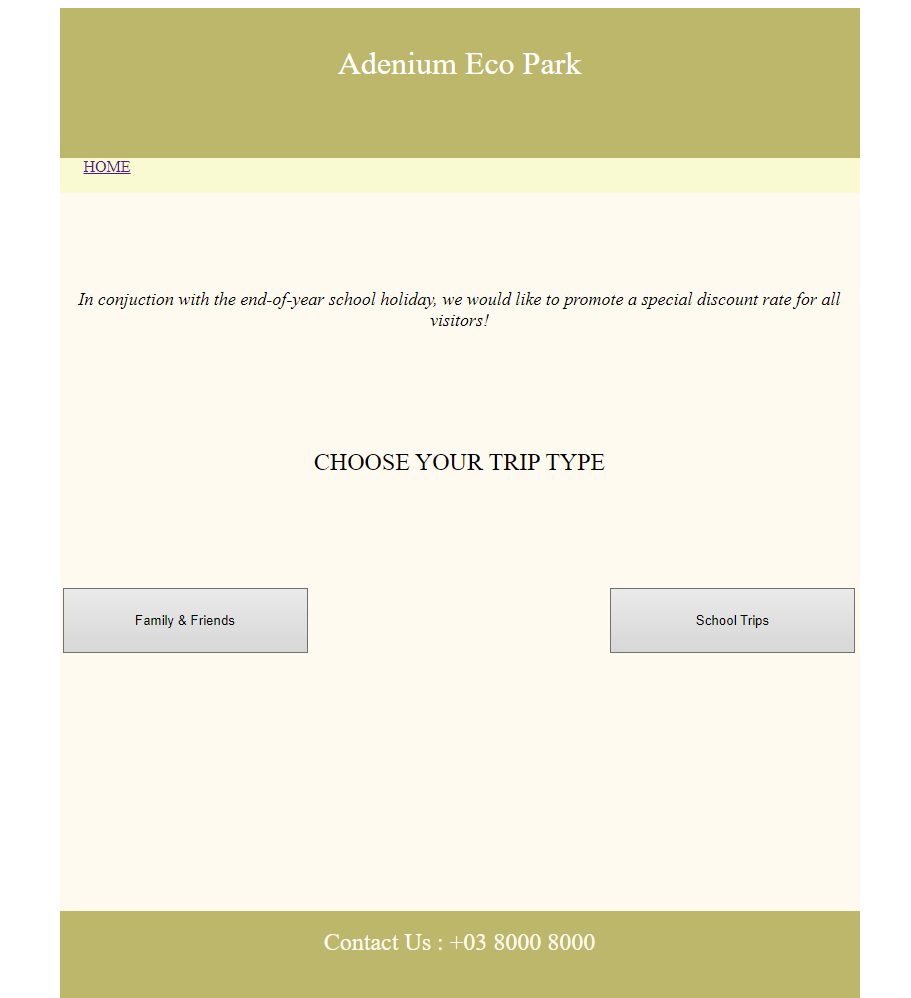 Adenium Eco Park
HOME
In conjuction with the end-of-year school holiday, we would like to promote a special discount rate for all
visitors!
CHOOSE YOUR TRIP TYPE
Family & Friends
School Trips
Contact Us : +03 8000 8000